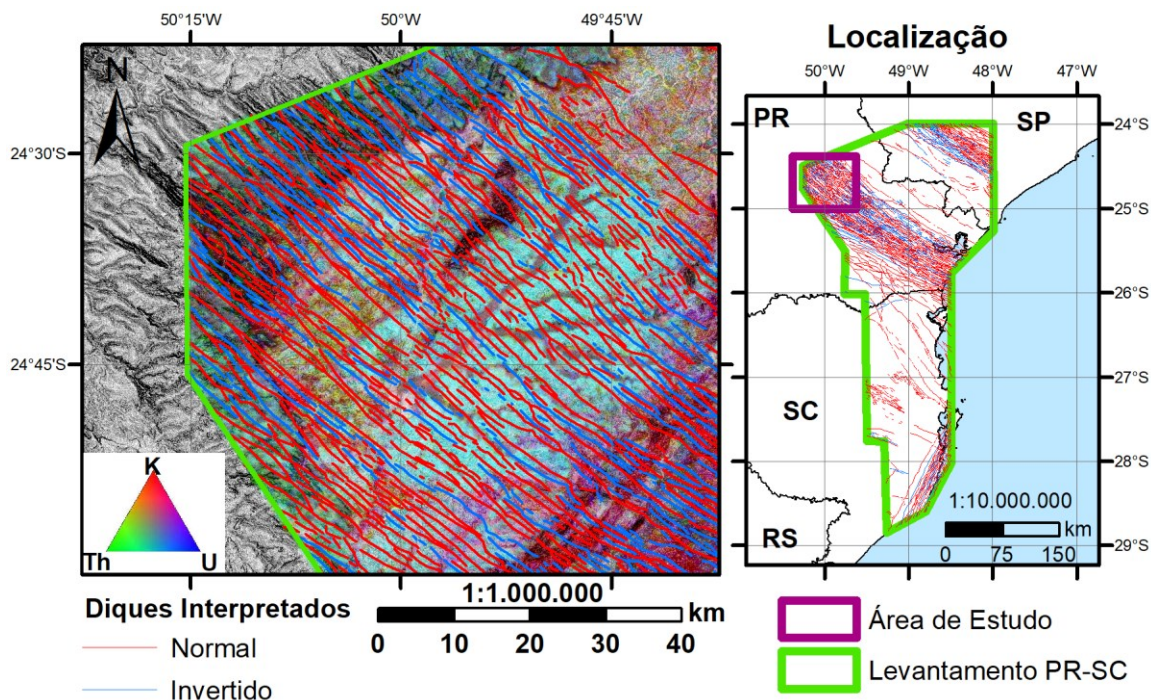 50°15'W 50°W 49°45'W
N
24°30'S
24°45'S
K
Th U
Diques Interpretados
Normal
Invertido
1:1.000.000
km
0 10 20 30 40
Localização
50°W 49°W 48°W 47°W
PR SP
24°S
25°S
26°S
27°S
SC
28°S
1:10.000.000
km
0 75 150
RS
29°S
Área de Estudo
Levantamento PR-SC